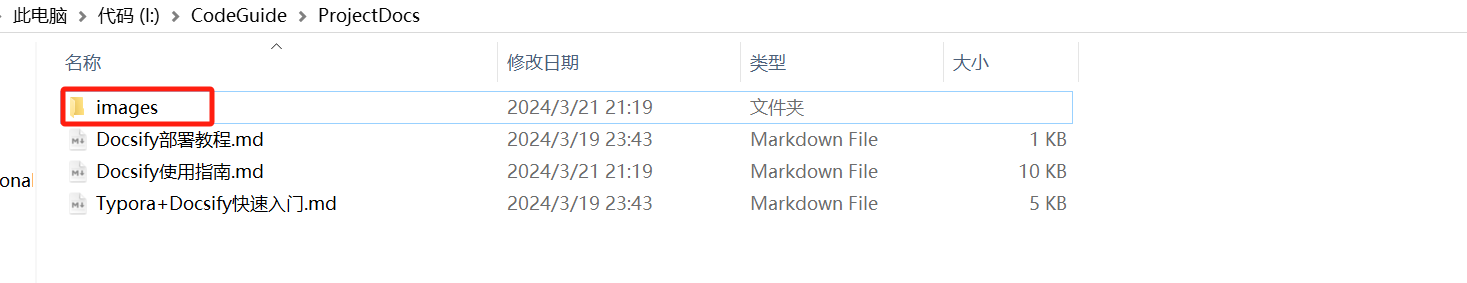 此电脑 > 代码 (I:) > CodeGuide > ProjectDocs
名称 修改日期 类型 大小
images 2024/3/21 21:19 文件夹
Docsify部署教程.md 2024/3/19 23:43 Markdown File 1 KB
Docsify使用指南.md 2024/3/21 21:19 Markdown File 10 KB
onal
Typora+Docsify快速入门.md 2024/3/19 23:43 Markdown File 5 KB